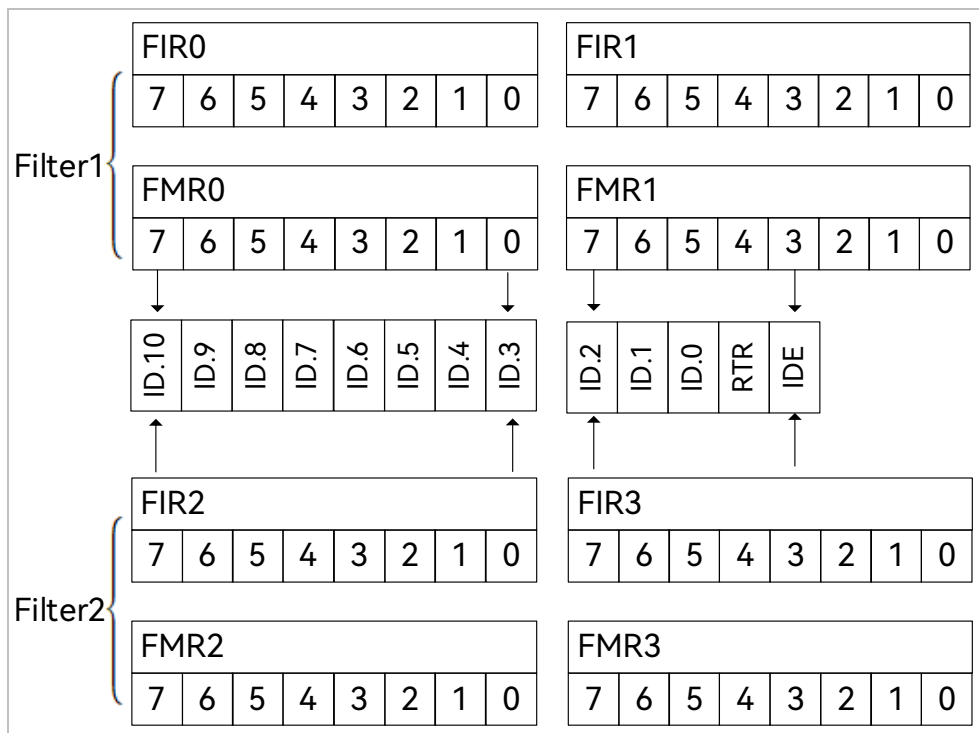 FIR0 FIR1
7 6 5 4 3 2 1 0 7 6 5 4 3 2 1 0
Filter1
FMR0 FMR1
7 6 5 4 3 2 1 0 7 6 5 4 3 2 1 0
ID.10 ID.9 ID.8 ID.7 ID.6 ID.5 ID.4 ID.3 ID.2 ID.1 ID.0 RTR IDE
FIR2 FIR3
7 6 5 4 3 2 1 0 7 6 5 4 3 2 1 0
Filter2
FMR2 FMR3
7 6 5 4 3 2 1 0 7 6 5 4 3 2 1 0